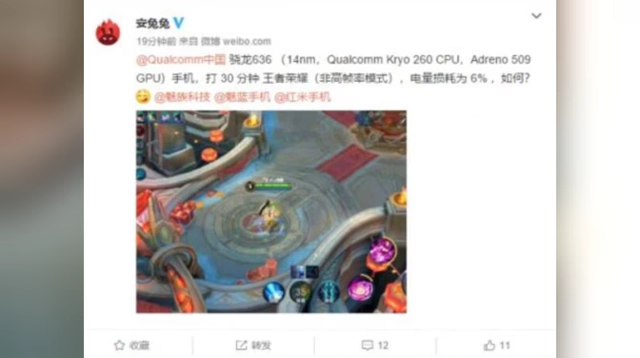 安兔兔
19分钟前 来自 微博 weibo.com
@Qualcomm中国 骁龙636 （14nm，Qualcomm Kryo 260 CPU，Adreno 509
GPU）手机，打 30 分钟 王者荣耀（非高帧率模式），电量损耗为 6% ，如何？
@魅族科技 @魅蓝手机 @红米手机
35
收藏
转发
12
11